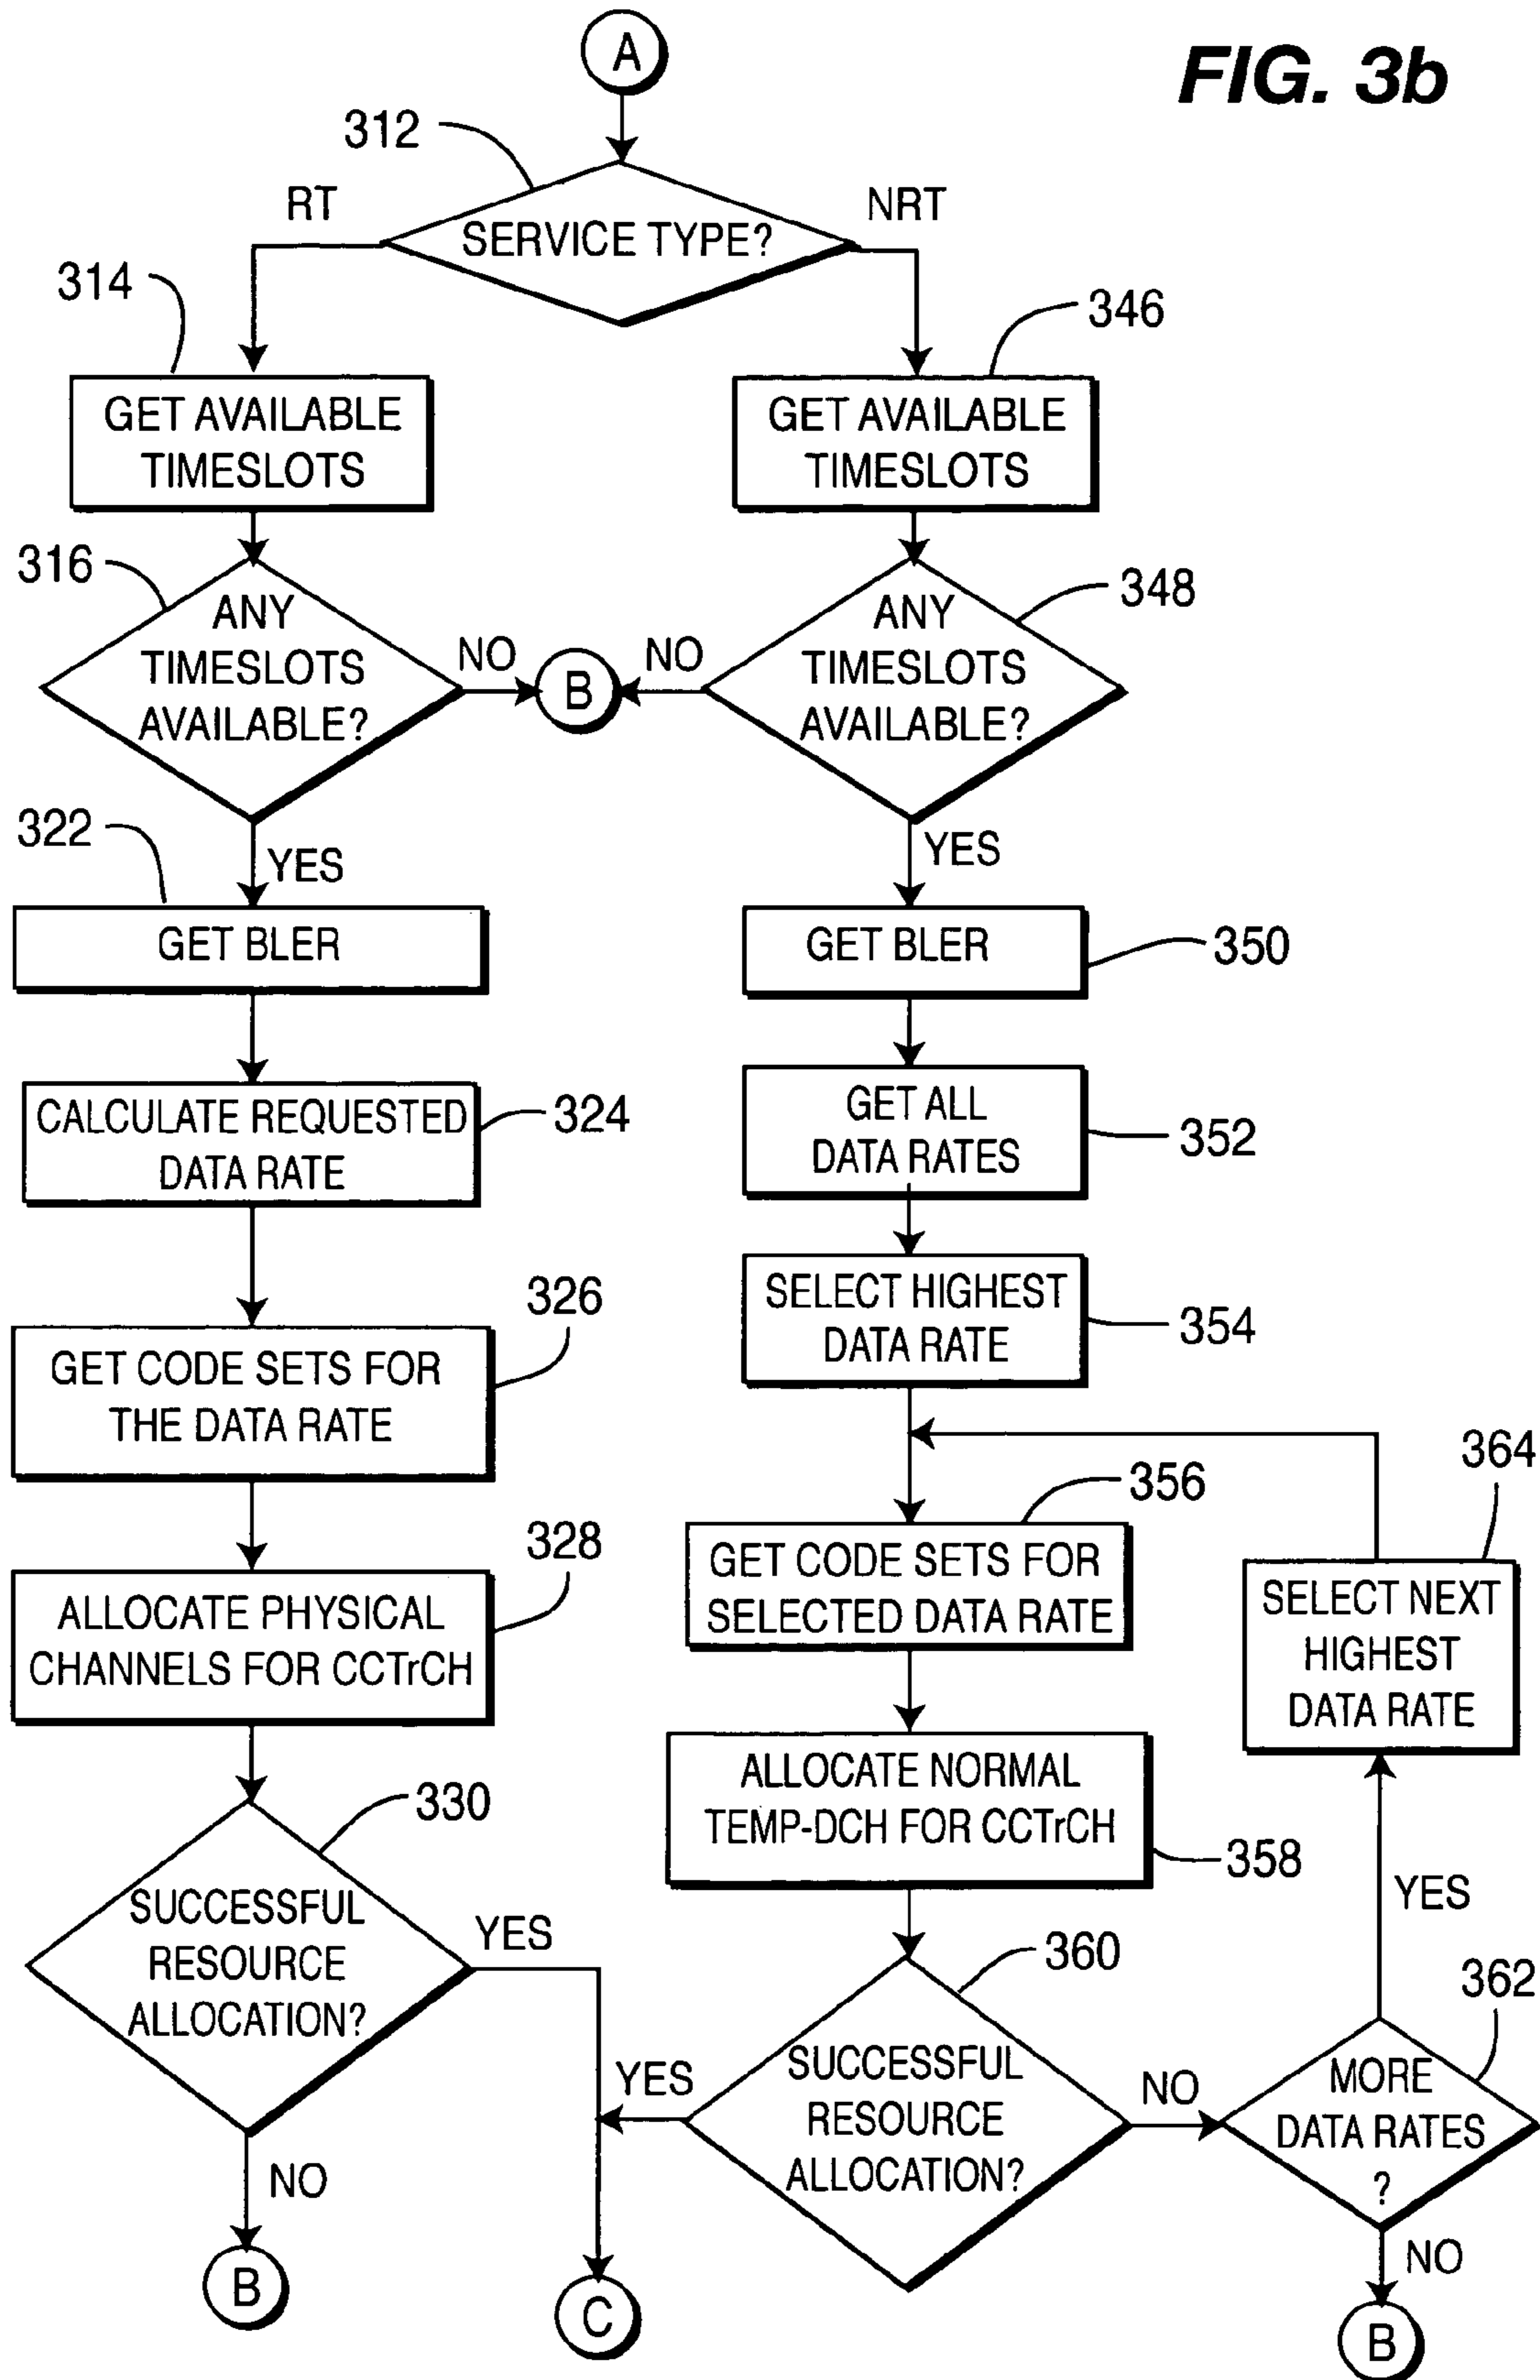 FIG. 3b
A
312
SERVICE TYPE?
RT
NRT
314
346
GET AVAILABLE
TIMESLOTS
GET AVAILABLE
TIMESLOTS
316
ANY
TIMESLOTS
AVAILABLE?
NO
B
NO
348
ANY
TIMESLOTS
AVAILABLE?
322
YES
YES
GET BLER
GET BLER
350
CALCULATE REQUESTED
DATA RATE
324
GET ALL
DATA RATES
352
326
GET CODE SETS FOR
THE DATA RATE
SELECT HIGHEST
DATA RATE
354
364
356
328
ALLOCATE PHYSICAL
CHANNELS FOR CCTrCH
GET CODE SETS FOR
SELECTED DATA RATE
SELECT NEXT
HIGHEST
DATA RATE
330
ALLOCATE NORMAL
TEMP-DCH FOR CCTrCH
358
YES
SUCCESSFUL
RESOURCE
ALLOCATION?
YES
360
362
YES
SUCCESSFUL
RESOURCE
ALLOCATION?
NO
MORE
DATA RATES
?
NO
NO
B
C
B